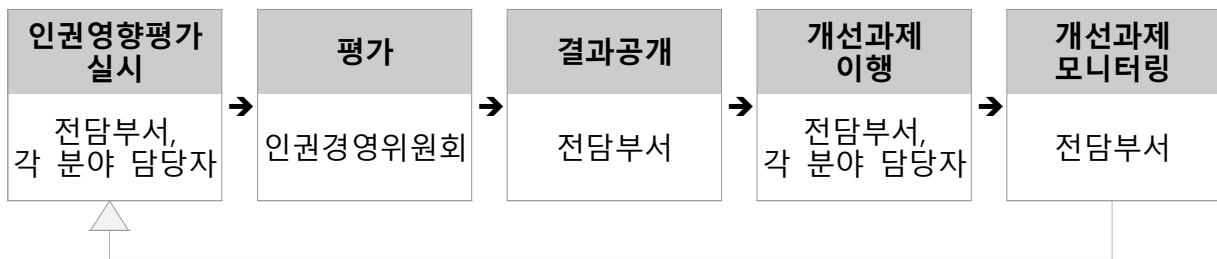 인권영향평가
실시
전담부서,
각 분야 담당자
➔
평가
인권경영위원회
➔
결과공개
전담부서
➔
개선과제
이행
전담부서,
각 분야 담당자
➔
개선과제
모니터링
전담부서